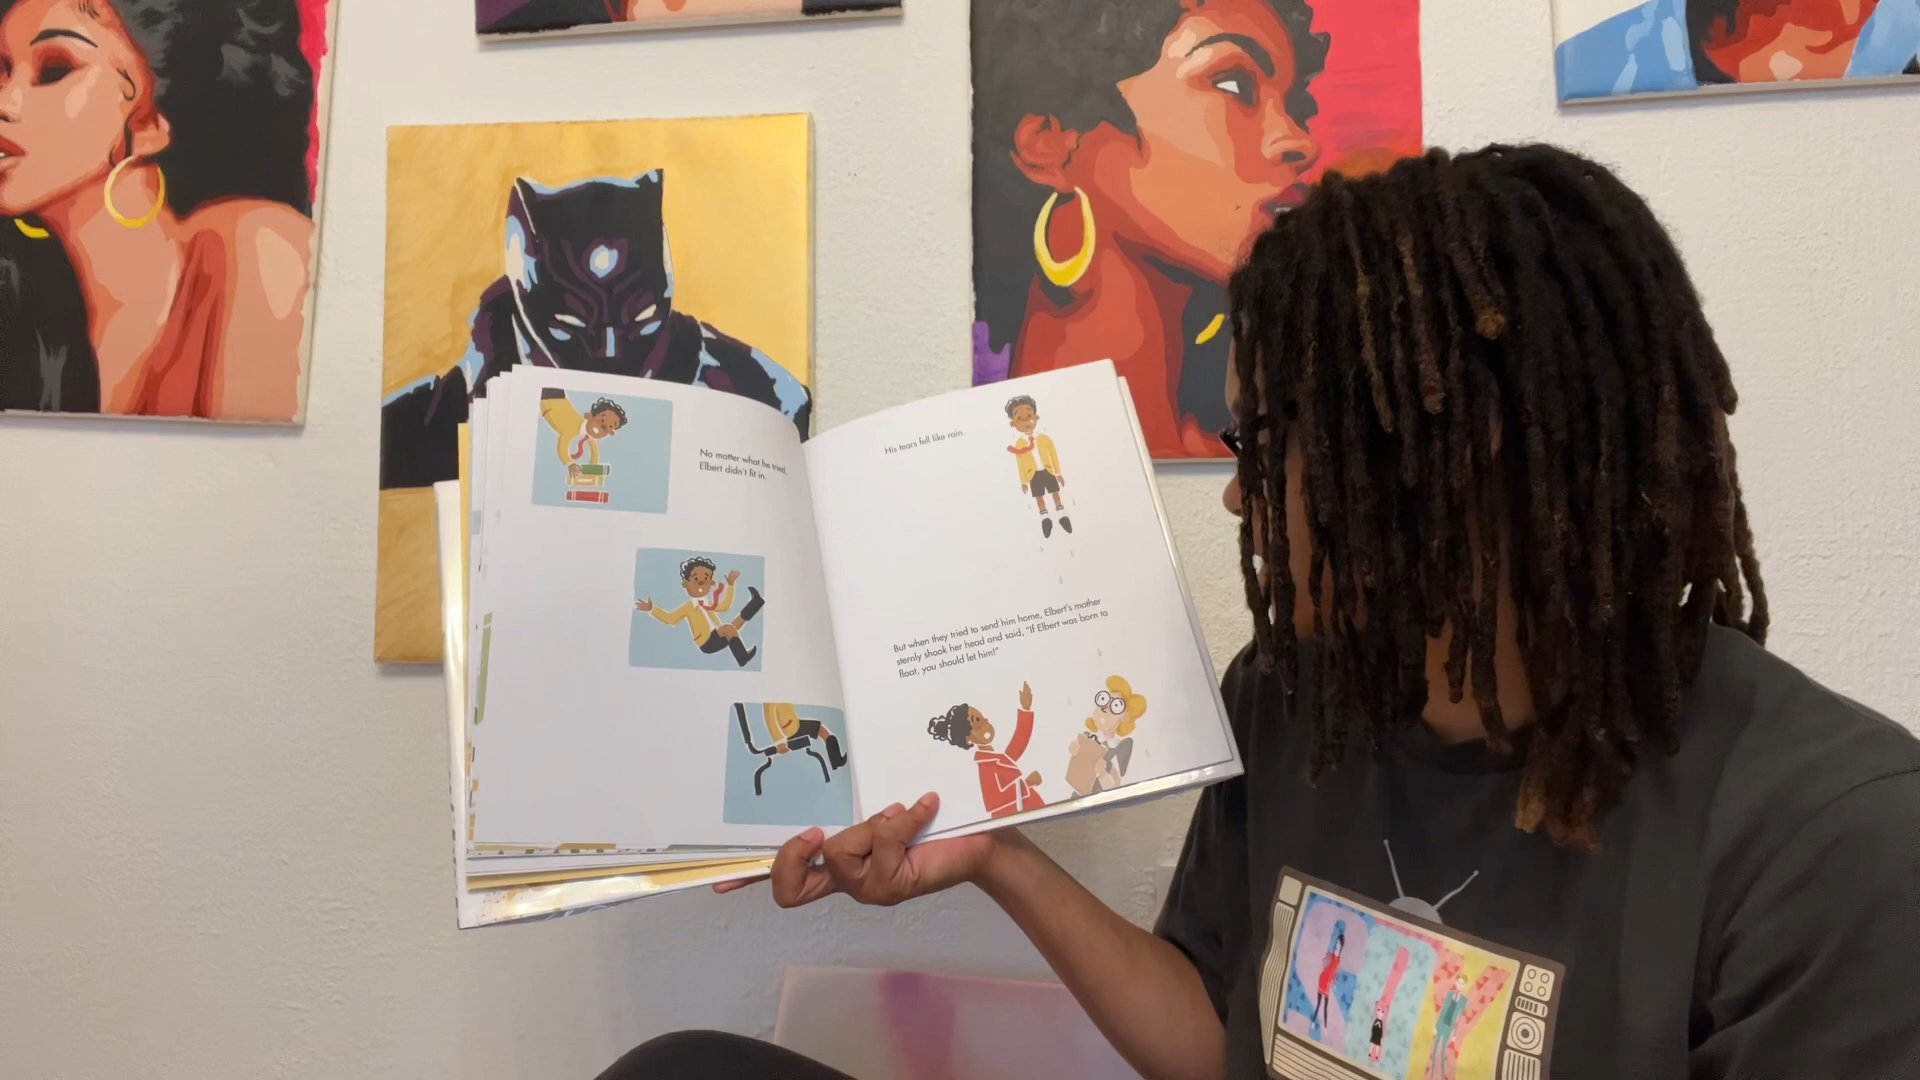 No matter what he tried,
Elbert didn't fit in.
His tears fell like rain.
But when they tried to send him home, Elbert's mother
sternly shook her head and said, "If Elbert was born to
float, you should let him!"